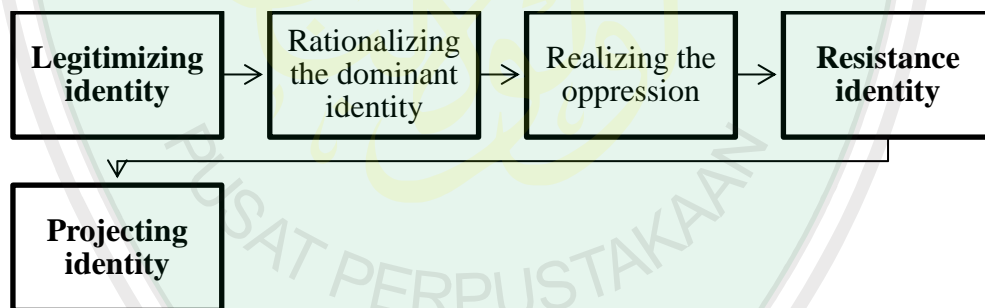 Legitimizing
identity
Rationalizing
the dominant
identity
Realizing the
oppression
Resistance
identity
Projecting
identity
PUSAT PERPUSTAKAAN